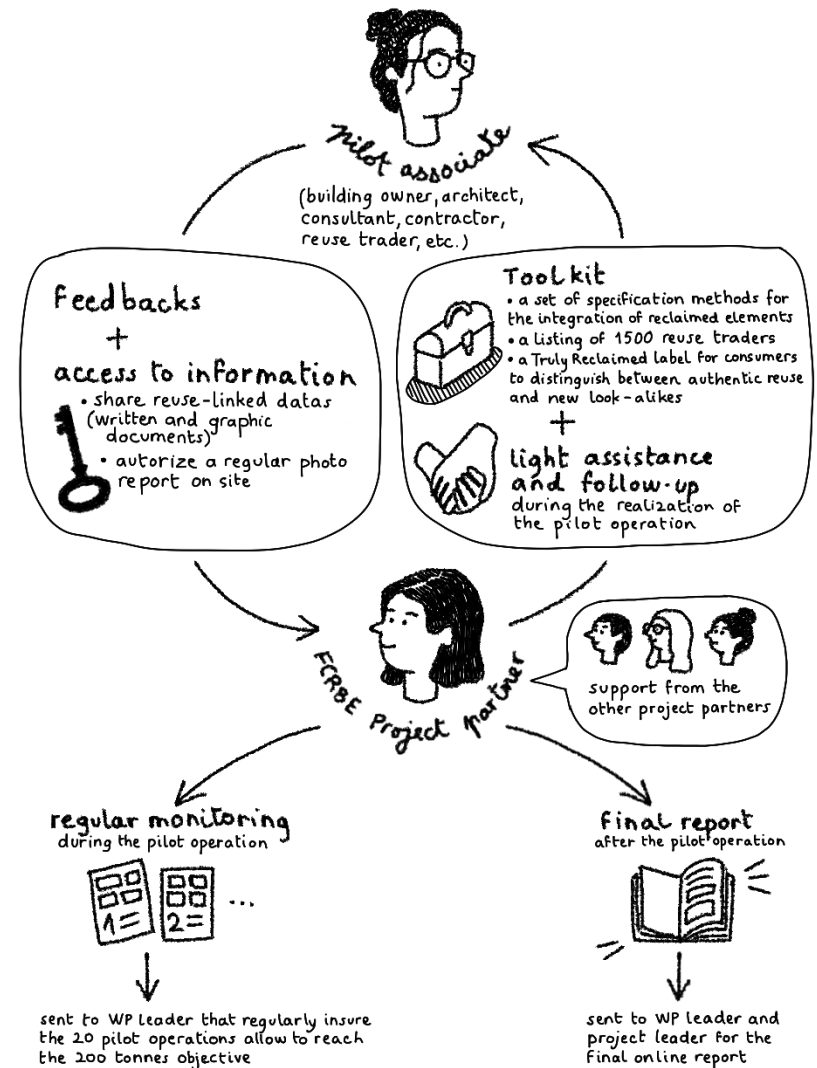 pilot associate
(building owner, architect,
consultant, contractor,
reuse trader, etc.)
feedbacks
+
access to information
• share reuse-linked datas
(written and graphic
documents)
• autorize a regular photo
report on site
Toolkit
• a set of specification methods for
the integration of reclaimed elements
• a listing of 1500 reuse traders
• a Truly Reclaimed label for consumers
to distinguish between authentic reuse
and new look-alikes
+
light assistance
and follow-up
during the realization of
the pilot operation
FCRBE Project partner
support from the
other project partners
regular monitoring
during the pilot operation
1=
2=
...
sent to WP leader that regularly insure
the 20 pilot operations allow to reach
the 200 tonnes objective
final report
after the pilot operation
sent to WP leader and
project leader for the
final online report